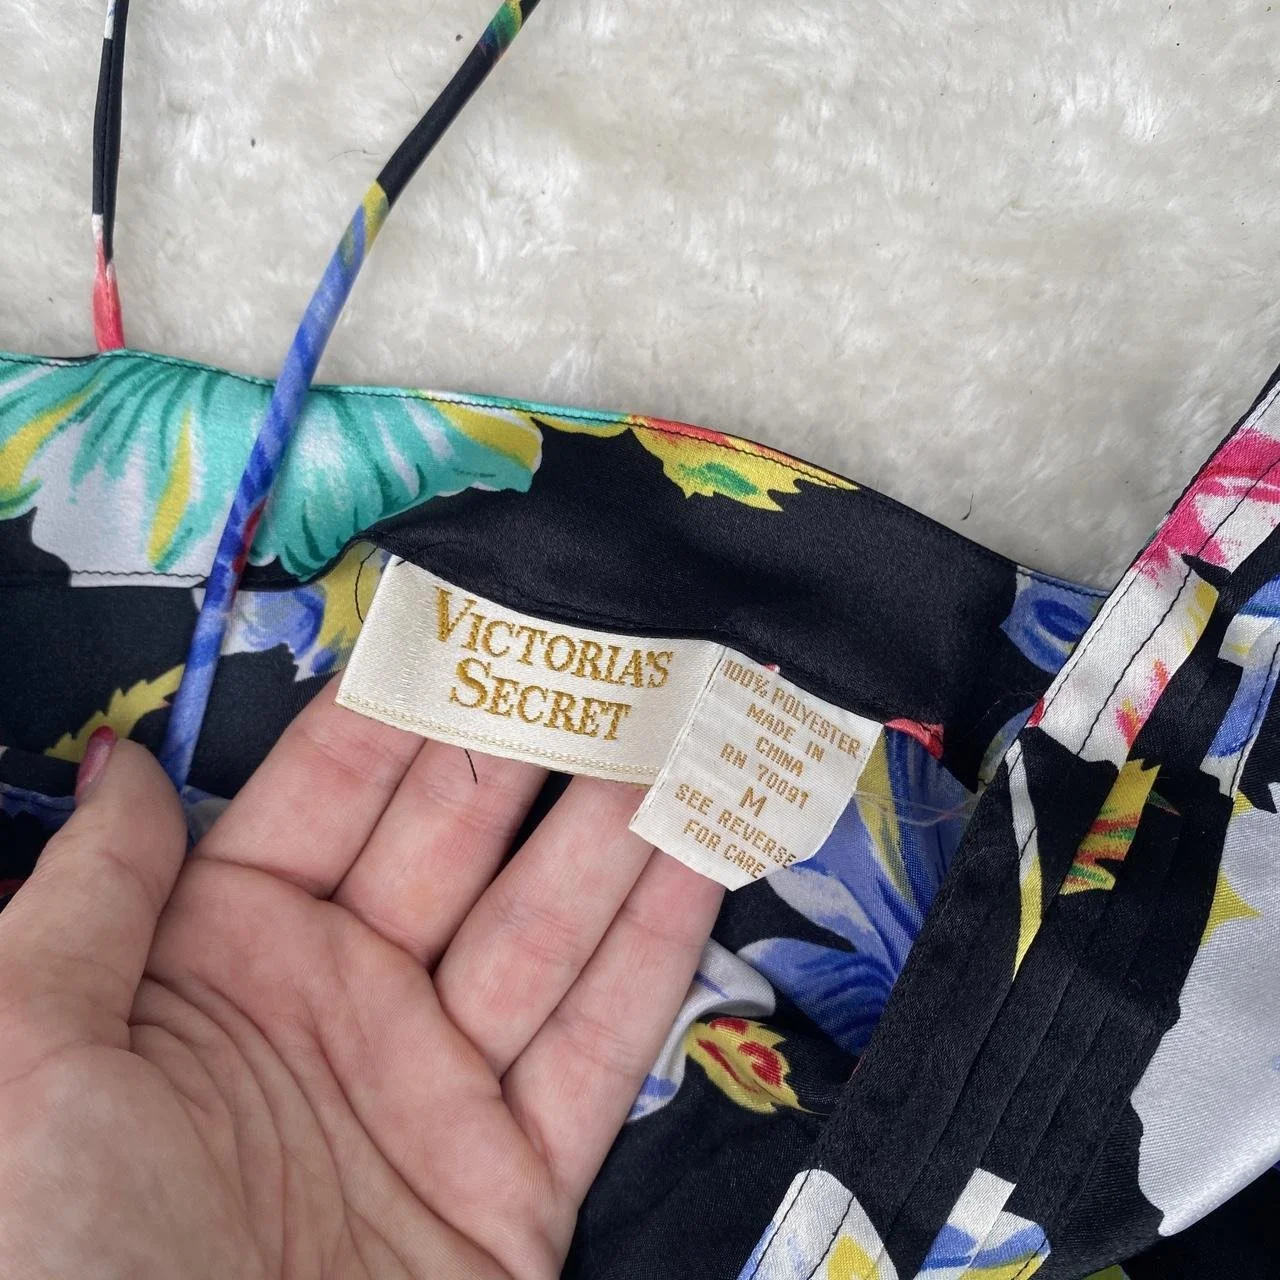 VICTORIA'S
SECRET
100% POLYESTER
MADE IN
CHINA
RN 70091
M
SEE REVERSE
FOR CARE